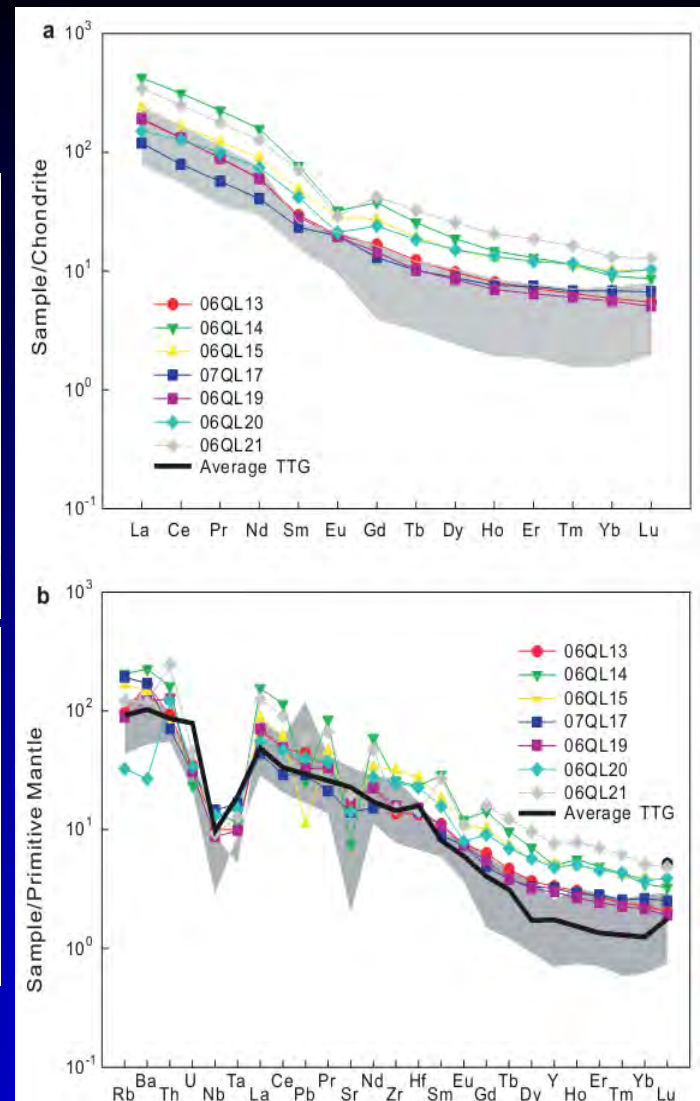 a
10³
10²
10¹
10⁰
10⁻¹
Sample/Chondrite
06QL13
06QL14
06QL15
07QL17
06QL19
06QL20
06QL21
Average TTG
La Ce Pr Nd Sm Eu Gd Tb Dy Ho Er Tm Yb Lu
b
10³
10²
10¹
10⁰
10⁻¹
Sample/Primitive Mantle
06QL13
06QL14
06QL15
07QL17
06QL19
06QL20
06QL21
Average TTG
Rb Ba Th U Nb Ta La Ce Pb Pr Sr Nd Zr Hf Sm Eu Gd Tb Dy Y Ho Er Tm Yb Lu